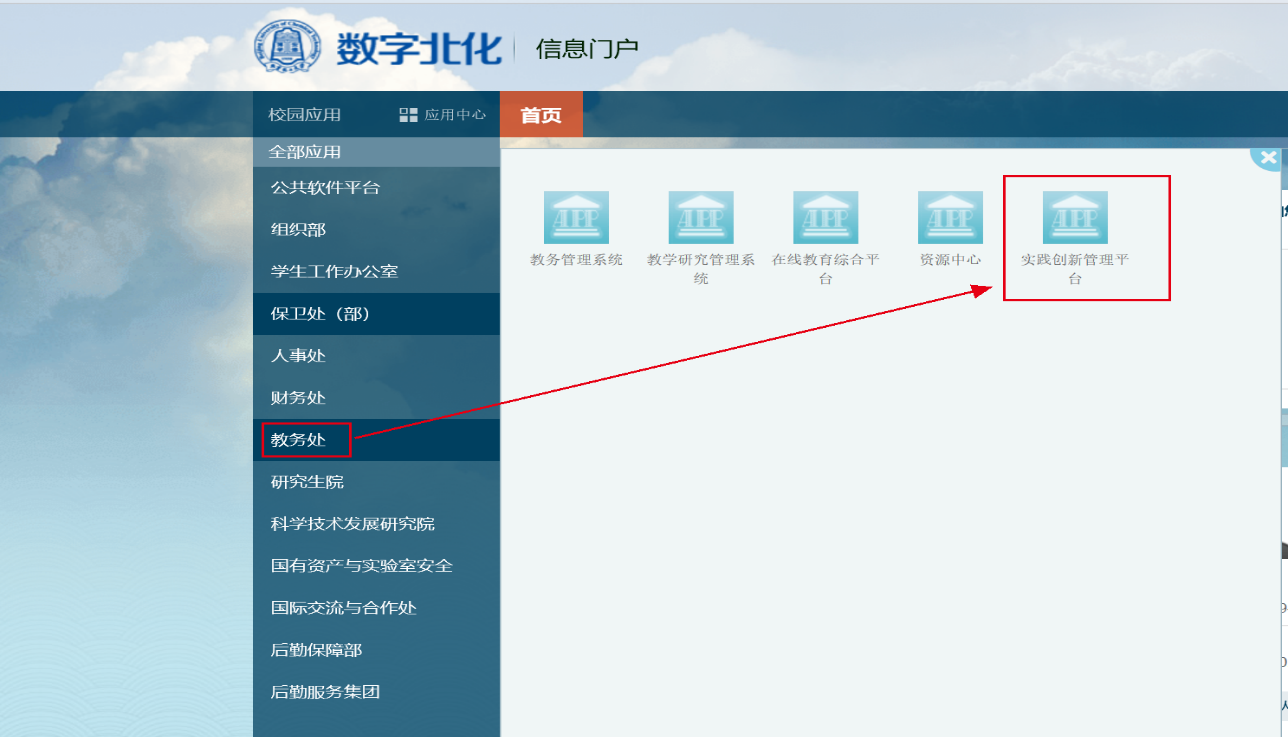 数字北化
信息门户
校园应用
应用中心
首页
全部应用
公共软件平台
组织部
学生工作办公室
保卫处（部）
人事处
财务处
教务处
研究生院
科学技术发展研究院
国有资产与实验室安全
国际交流与合作处
后勤保障部
后勤服务集团
APP
教务管理系统
APP
教学研究管理系
统
APP
在线教育综合平
台
APP
资源中心
APP
实践创新管理平
台